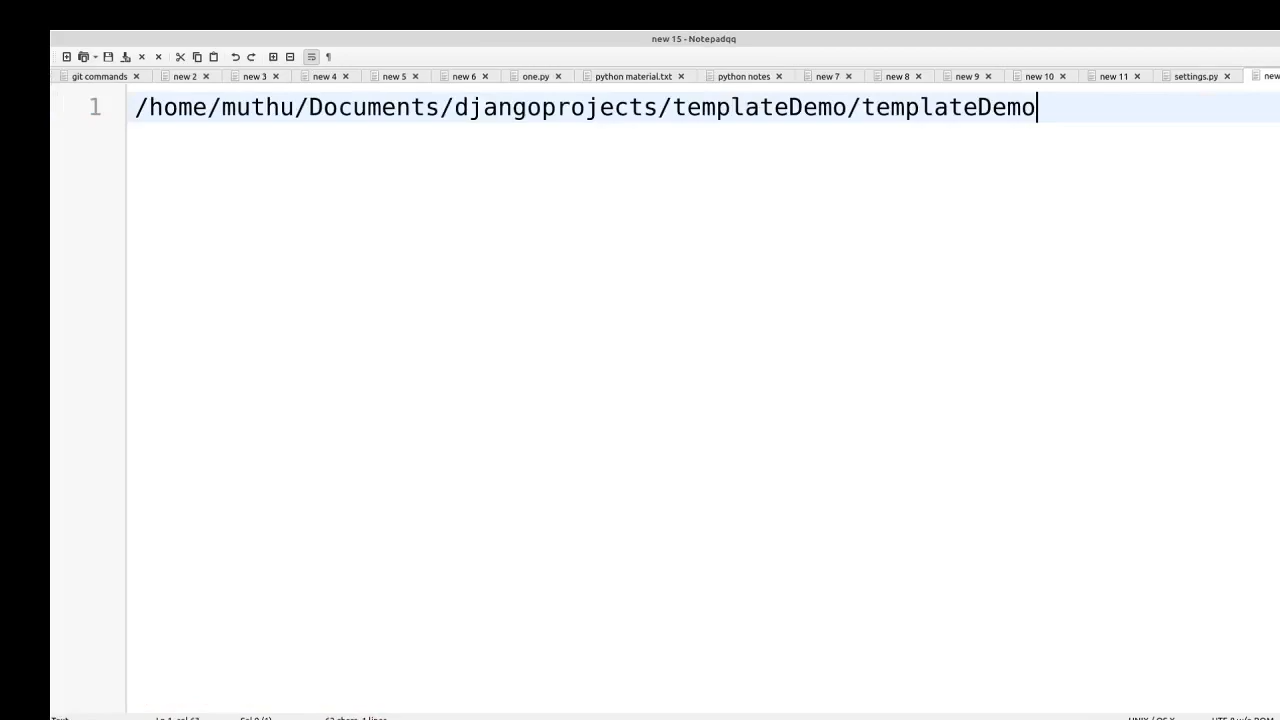 new 15 - Notepadqq
git commands new 2 new 3 new 4 new 5 new 6 one.py python material.txt python notes new 7 new 8 new 9 new 10 new 11 settings.py new
1 /home/muthu/Documents/djangoprojects/templateDemo/templateDemo